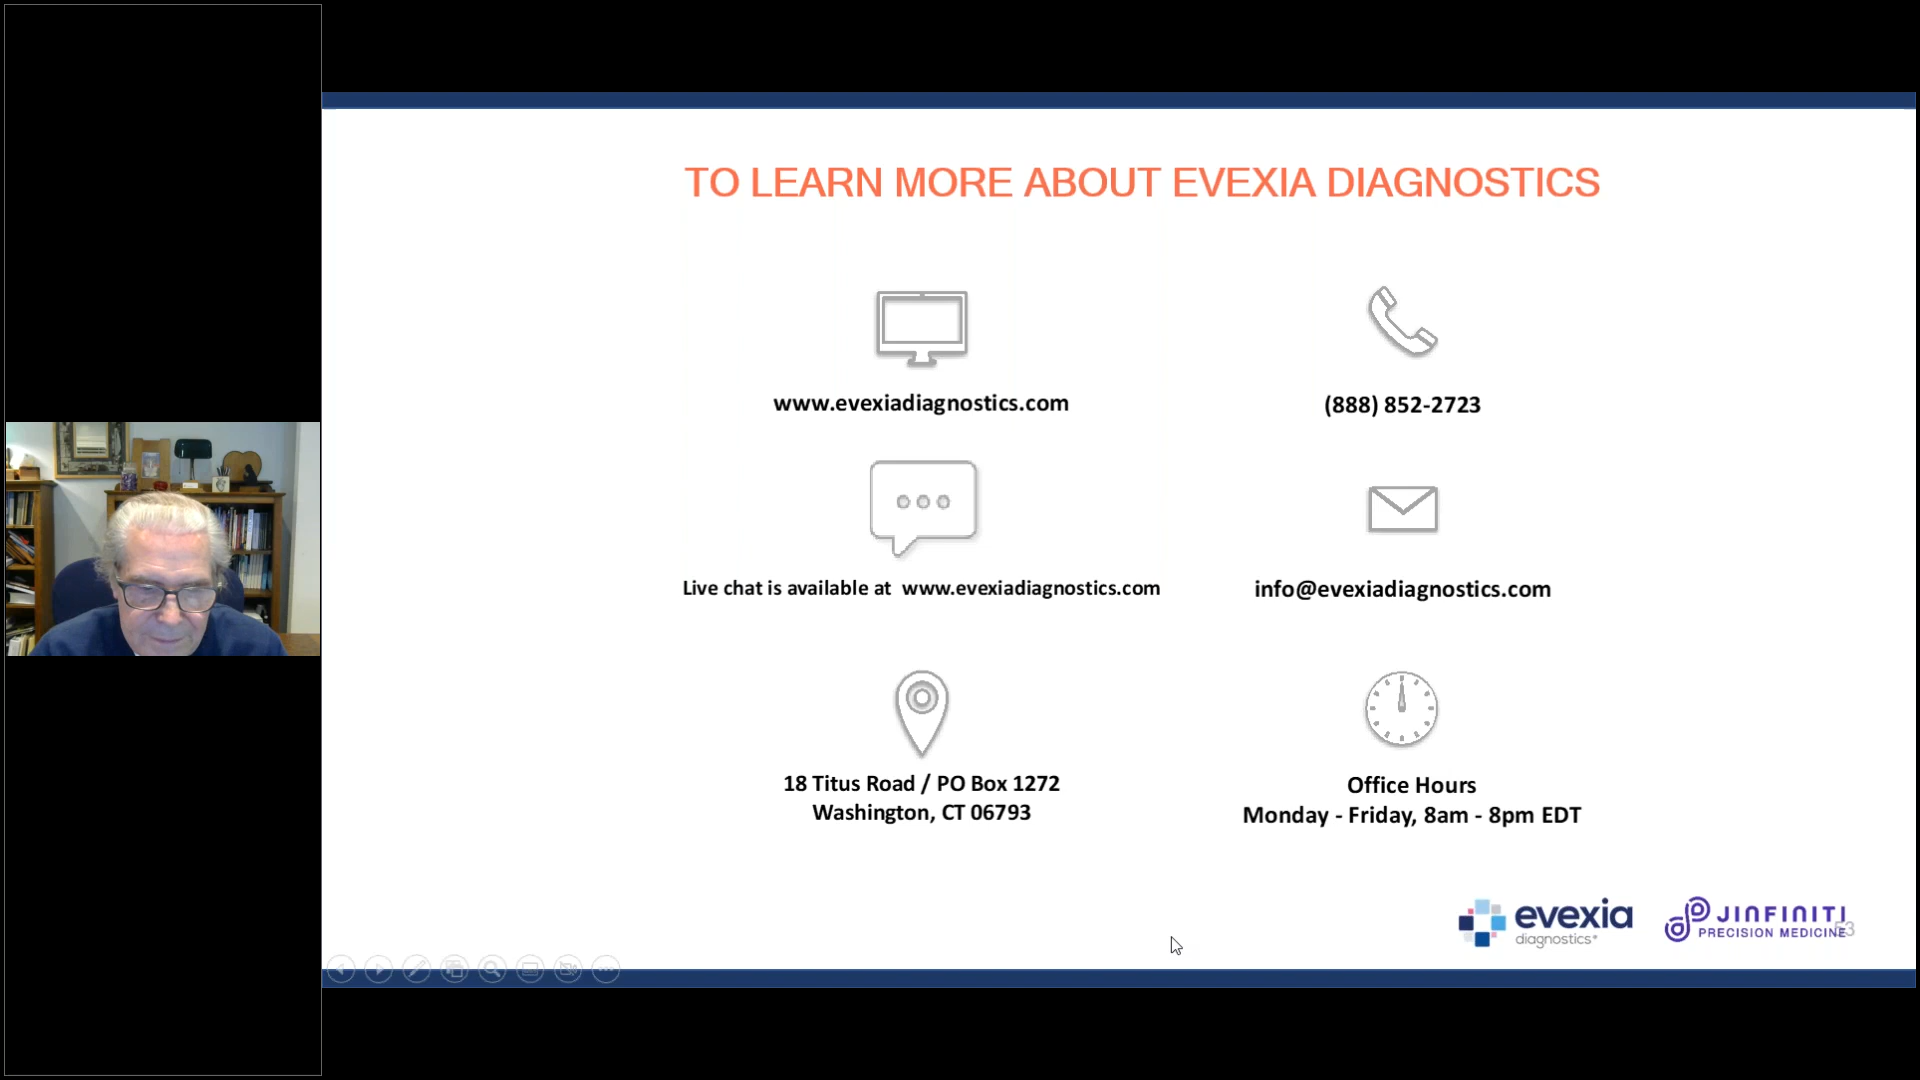 TO LEARN MORE ABOUT EVEXIA DIAGNOSTICS
www.evexiadiagnostics.com
(888) 852-2723
Live chat is available at www.evexiadiagnostics.com
info@evexiadiagnostics.com
18 Titus Road / PO Box 1272
Washington, CT 06793
Office Hours
Monday - Friday, 8am - 8pm EDT
evexia
diagnostics®
JINFINITI
PRECISION MEDICINE
53